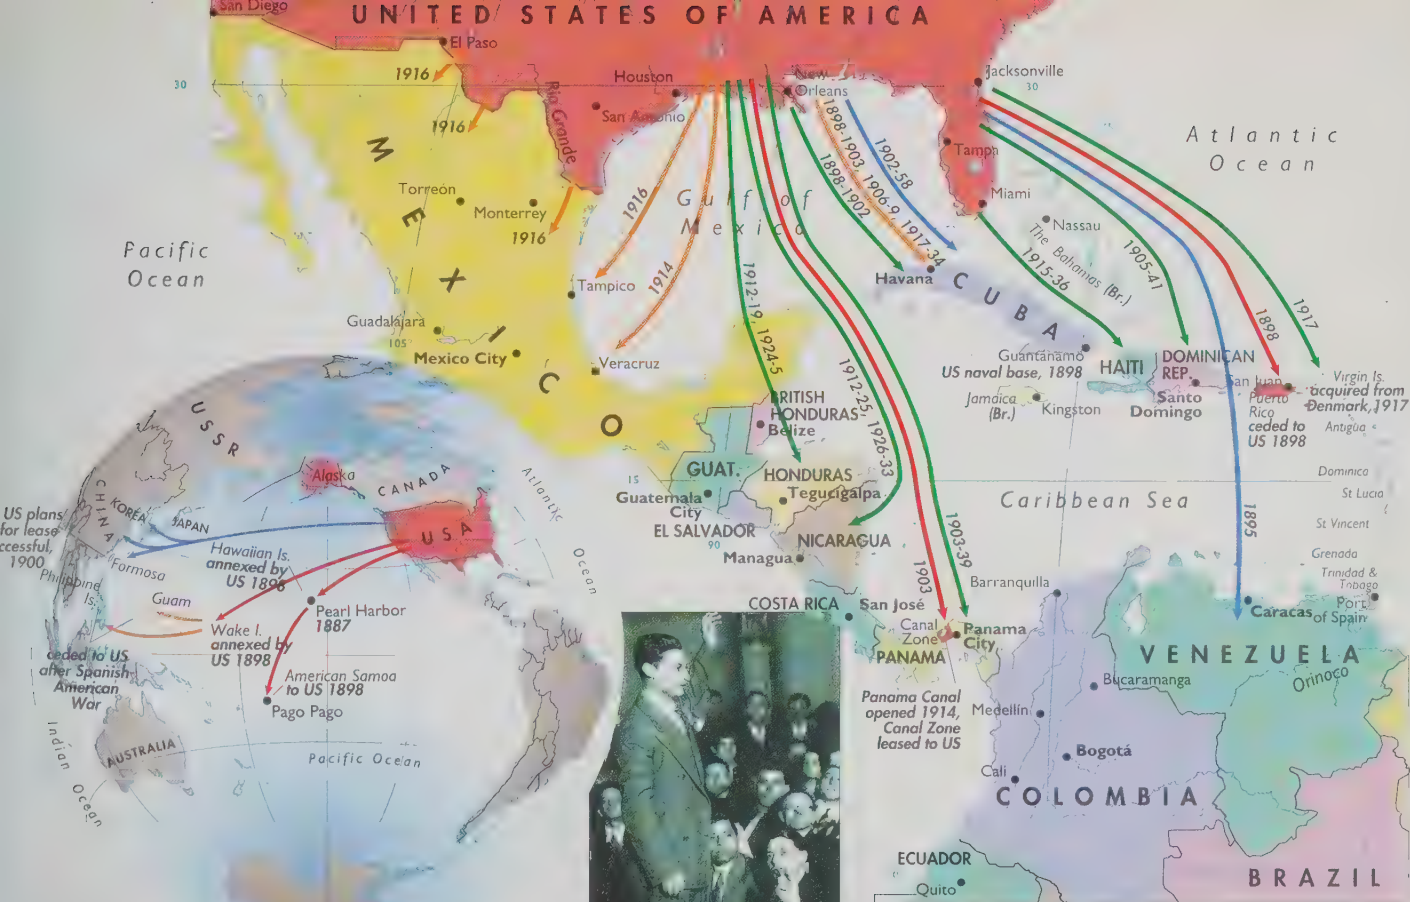 San Diego
UNITED STATES OF AMERICA
El Paso
1916
Houston
New
Orleans
Jacksonville
30
30
Rio Grande
San Antonio
1916
Atlantic
Ocean
Tampa
1898-1903, 1906-9, 1917-34
1902-58
1898-1902
MEXICO
Torreón
Monterrey
1916
1916
Gulf of
Mexico
Miami
Nassau
The Bahamas (Br.)
1915-36
1905-41
Pacific
Ocean
Tampico
1914
1912-19, 1924-5
Havana
CUBA
1898
1917
Guadalajara
105
Mexico City
Veracruz
Guantánamo
US naval base, 1898
HAITI
DOMINICAN
REP.
Santo
Domingo
San Juan
Puerto
Rico
ceded to
US 1898
Virgin Is.
acquired from
Denmark, 1917
Jamaica
(Br.)
Kingston
Antigua
1912-25, 1926-33
BRITISH
HONDURAS
Belize
GUAT.
15
Guatemala
City
HONDURAS
Tegucigalpa
EL SALVADOR
90
NICARAGUA
Managua
Caribbean Sea
Dominica
St Lucia
St Vincent
Grenada
Trinidad &
Tobago
Port
of Spain
1895
1903
1903-39
COSTA RICA
San José
Canal
Zone
Panama
City
PANAMA
Panama Canal
opened 1914,
Canal Zone
leased to US
Barranquilla
Caracas
VENEZUELA
Orinoco
Bucaramanga
Medellín
Bogotá
Cali
COLOMBIA
ECUADOR
Quito
BRAZIL
USSR
Alaska
CANADA
Atlantic
Ocean
CHINA
KOREA
JAPAN
USA
US plans
for lease
1900
Formosa
Hawaiian Is.
annexed by
US 1898
Philippine
Is.
Guam
Pearl Harbor
1887
Wake I.
annexed by
US 1898
ceded to US
after Spanish
American
War
American Samoa
to US 1898
Pago Pago
AUSTRALIA
Pacific Ocean
Indian Ocean